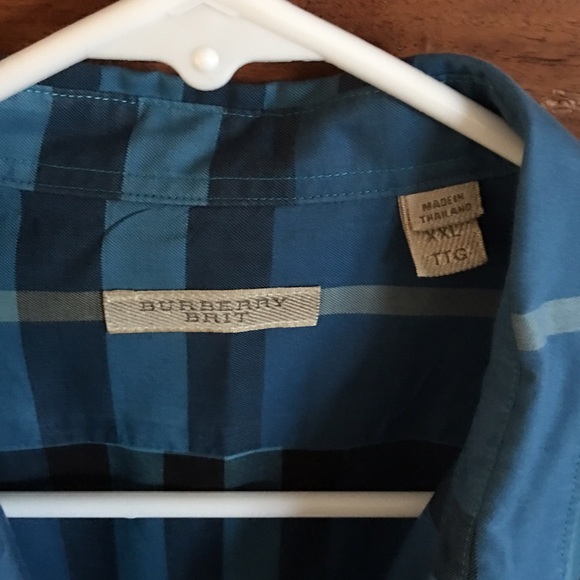 BURBERRY
BRIT
MADE IN
THAILAND
XXL
TTG